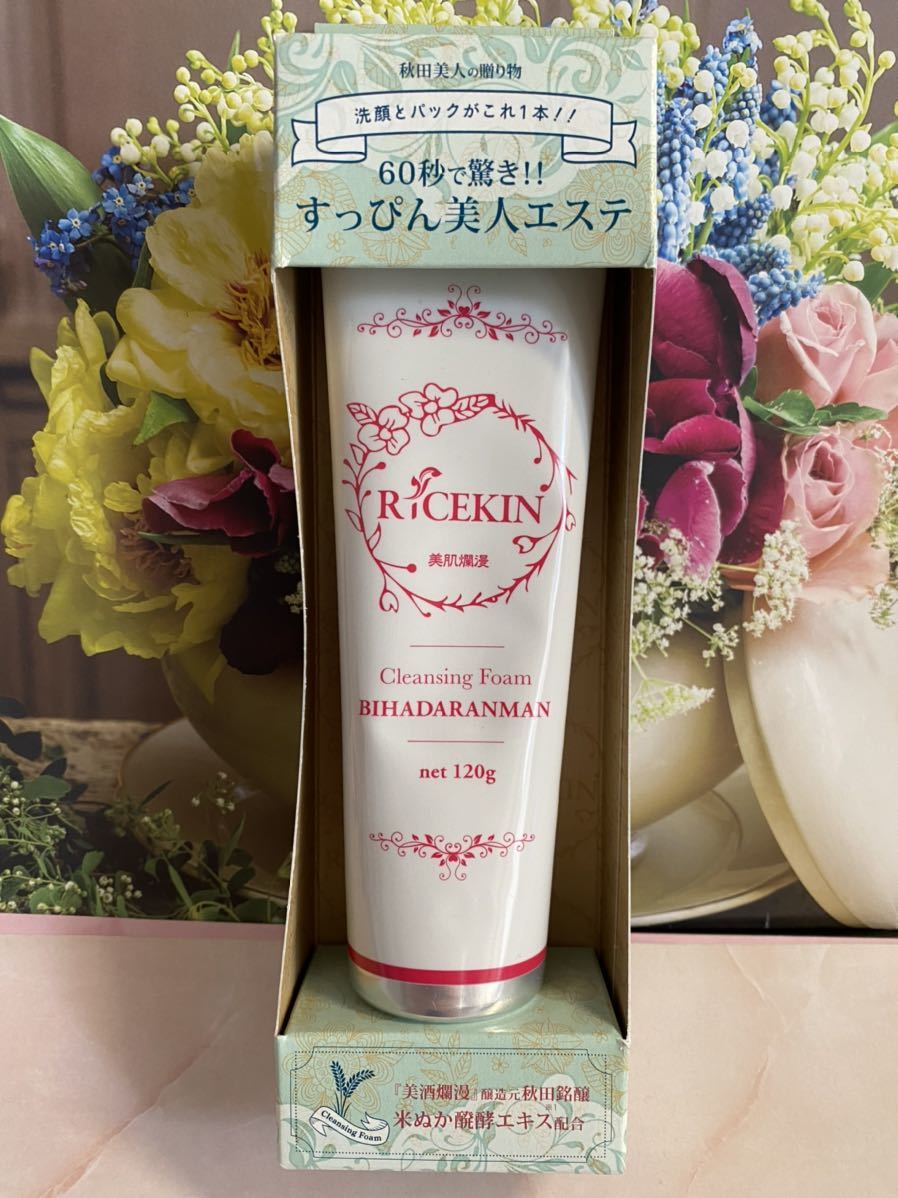 秋田美人の贈り物
洗顔とパックがこれ1本!!
60秒で驚き!!
すっぴん美人エステ
RICEKIN
美肌爛漫
Cleansing Foam
BIHADARANMAN
net 120g
『美酒爛漫』醸造元秋田銘醸
米ぬか醗酵エキス配合
Cleansing Foam